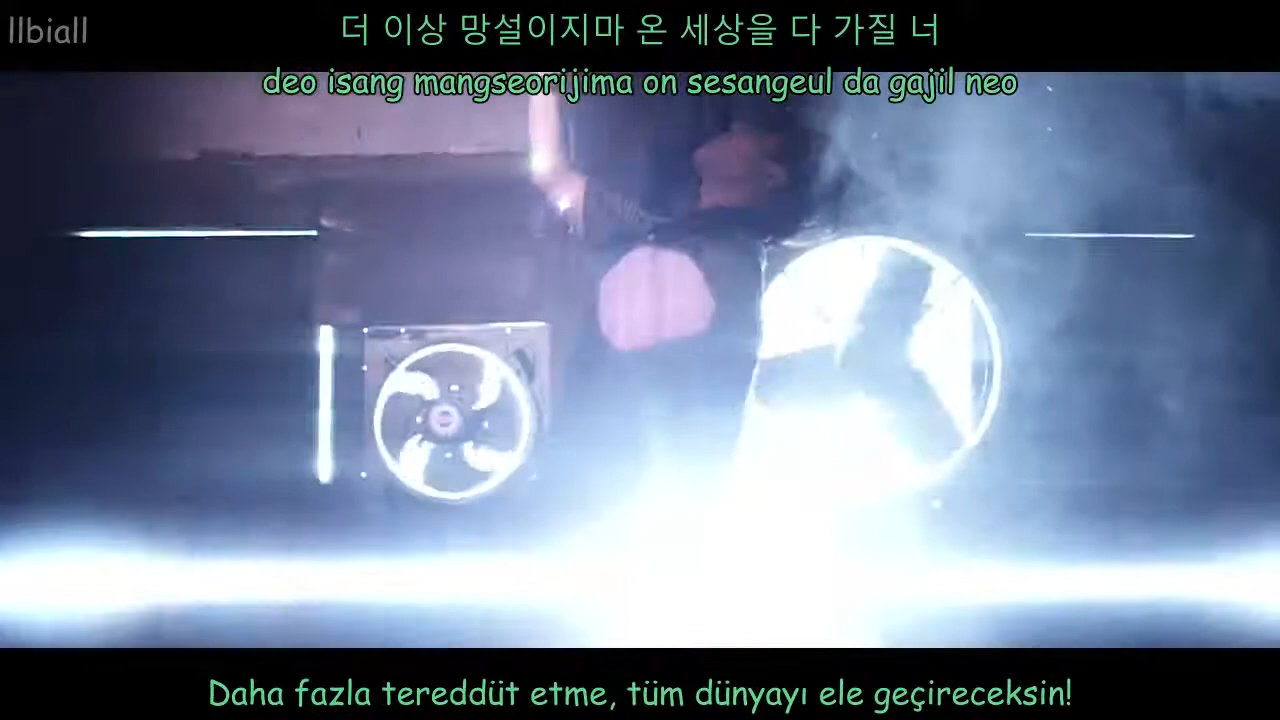 llbiall
더 이상 망설이지마 온 세상을 다 가질 너
deo isang mangseorijima on sesangeul da gajil neo
Daha fazla tereddüt etme, tüm dünyayı ele geçireceksin!